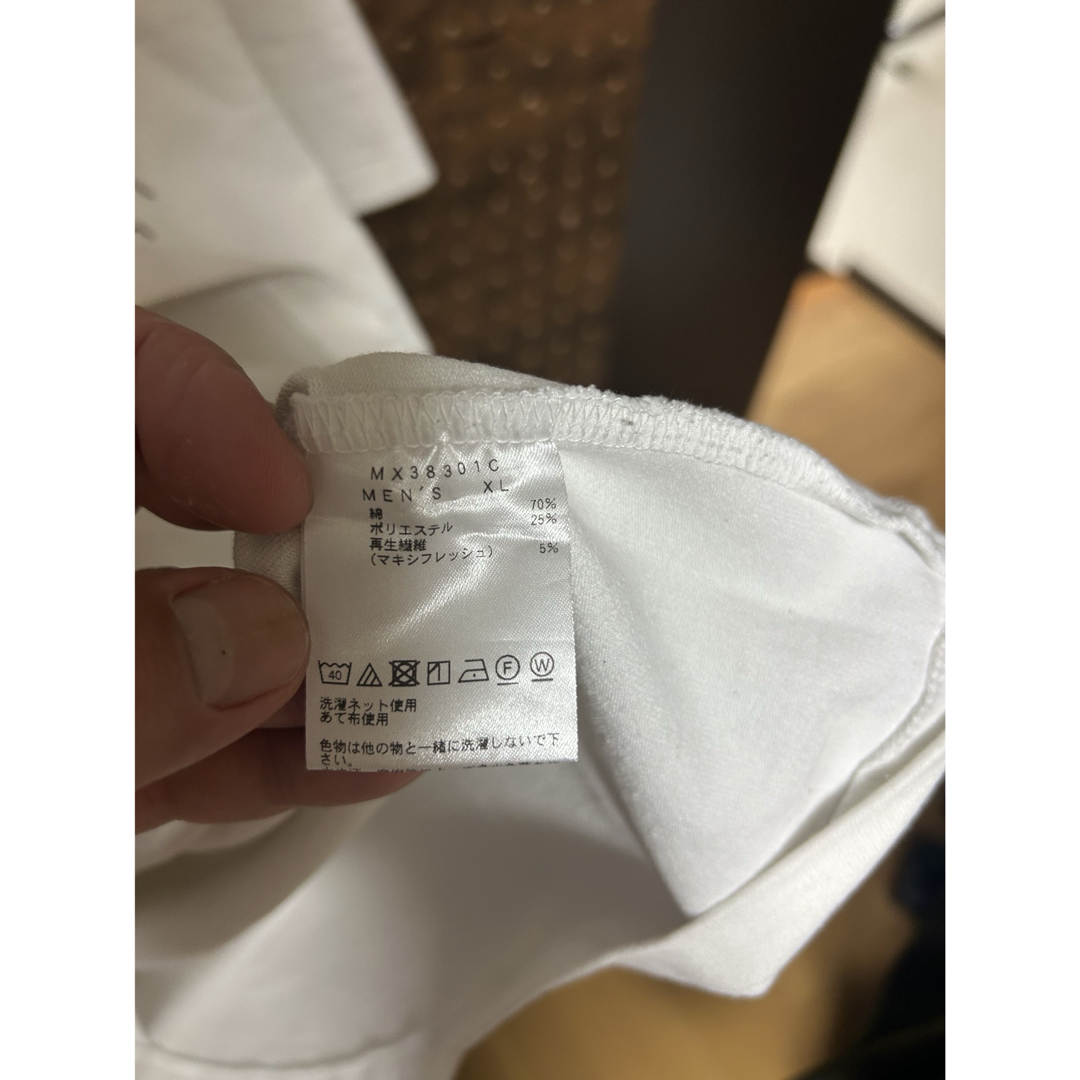 MX38301C
MEN'S XL
綿 70%
ポリエステル 25%
再生繊維 5%
(マキシフレッシュ)
40 F W
洗濯ネット使用
あて布使用
色物は他の物と一緒に洗濯しないで下
さい。